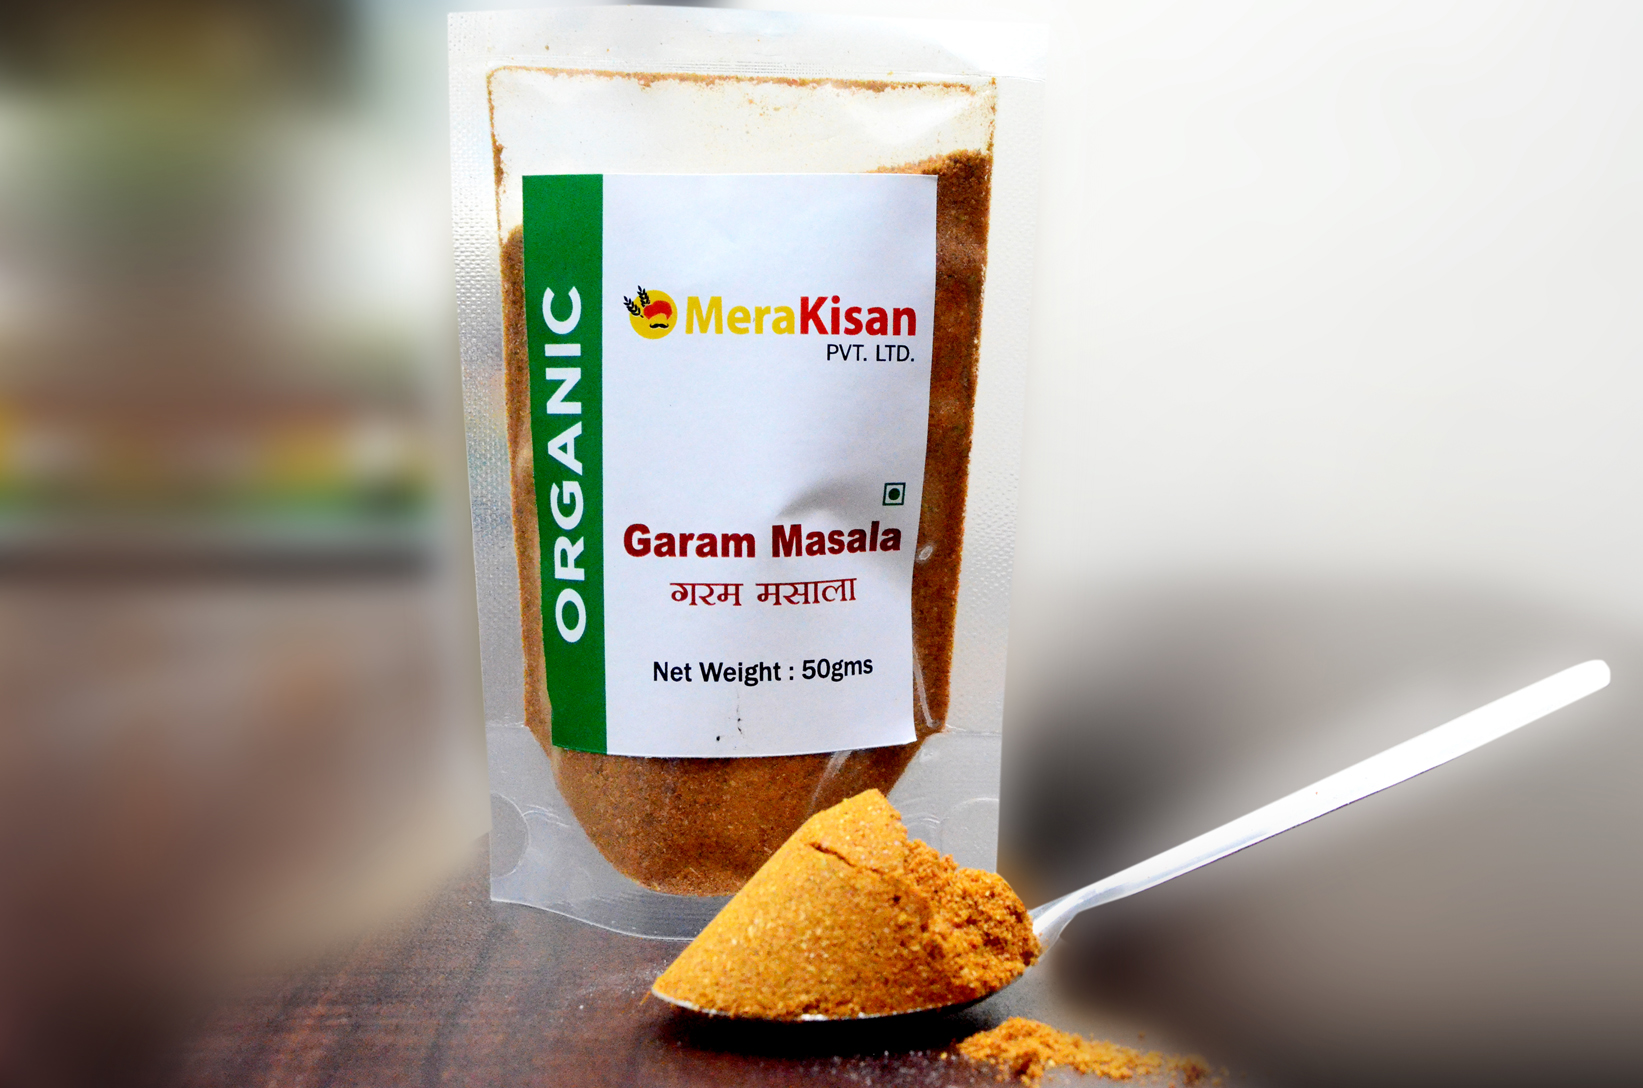 ORGANIC
MeraKisan
PVT. LTD.
Garam Masala
गरम मसाला
Net Weight : 50gms